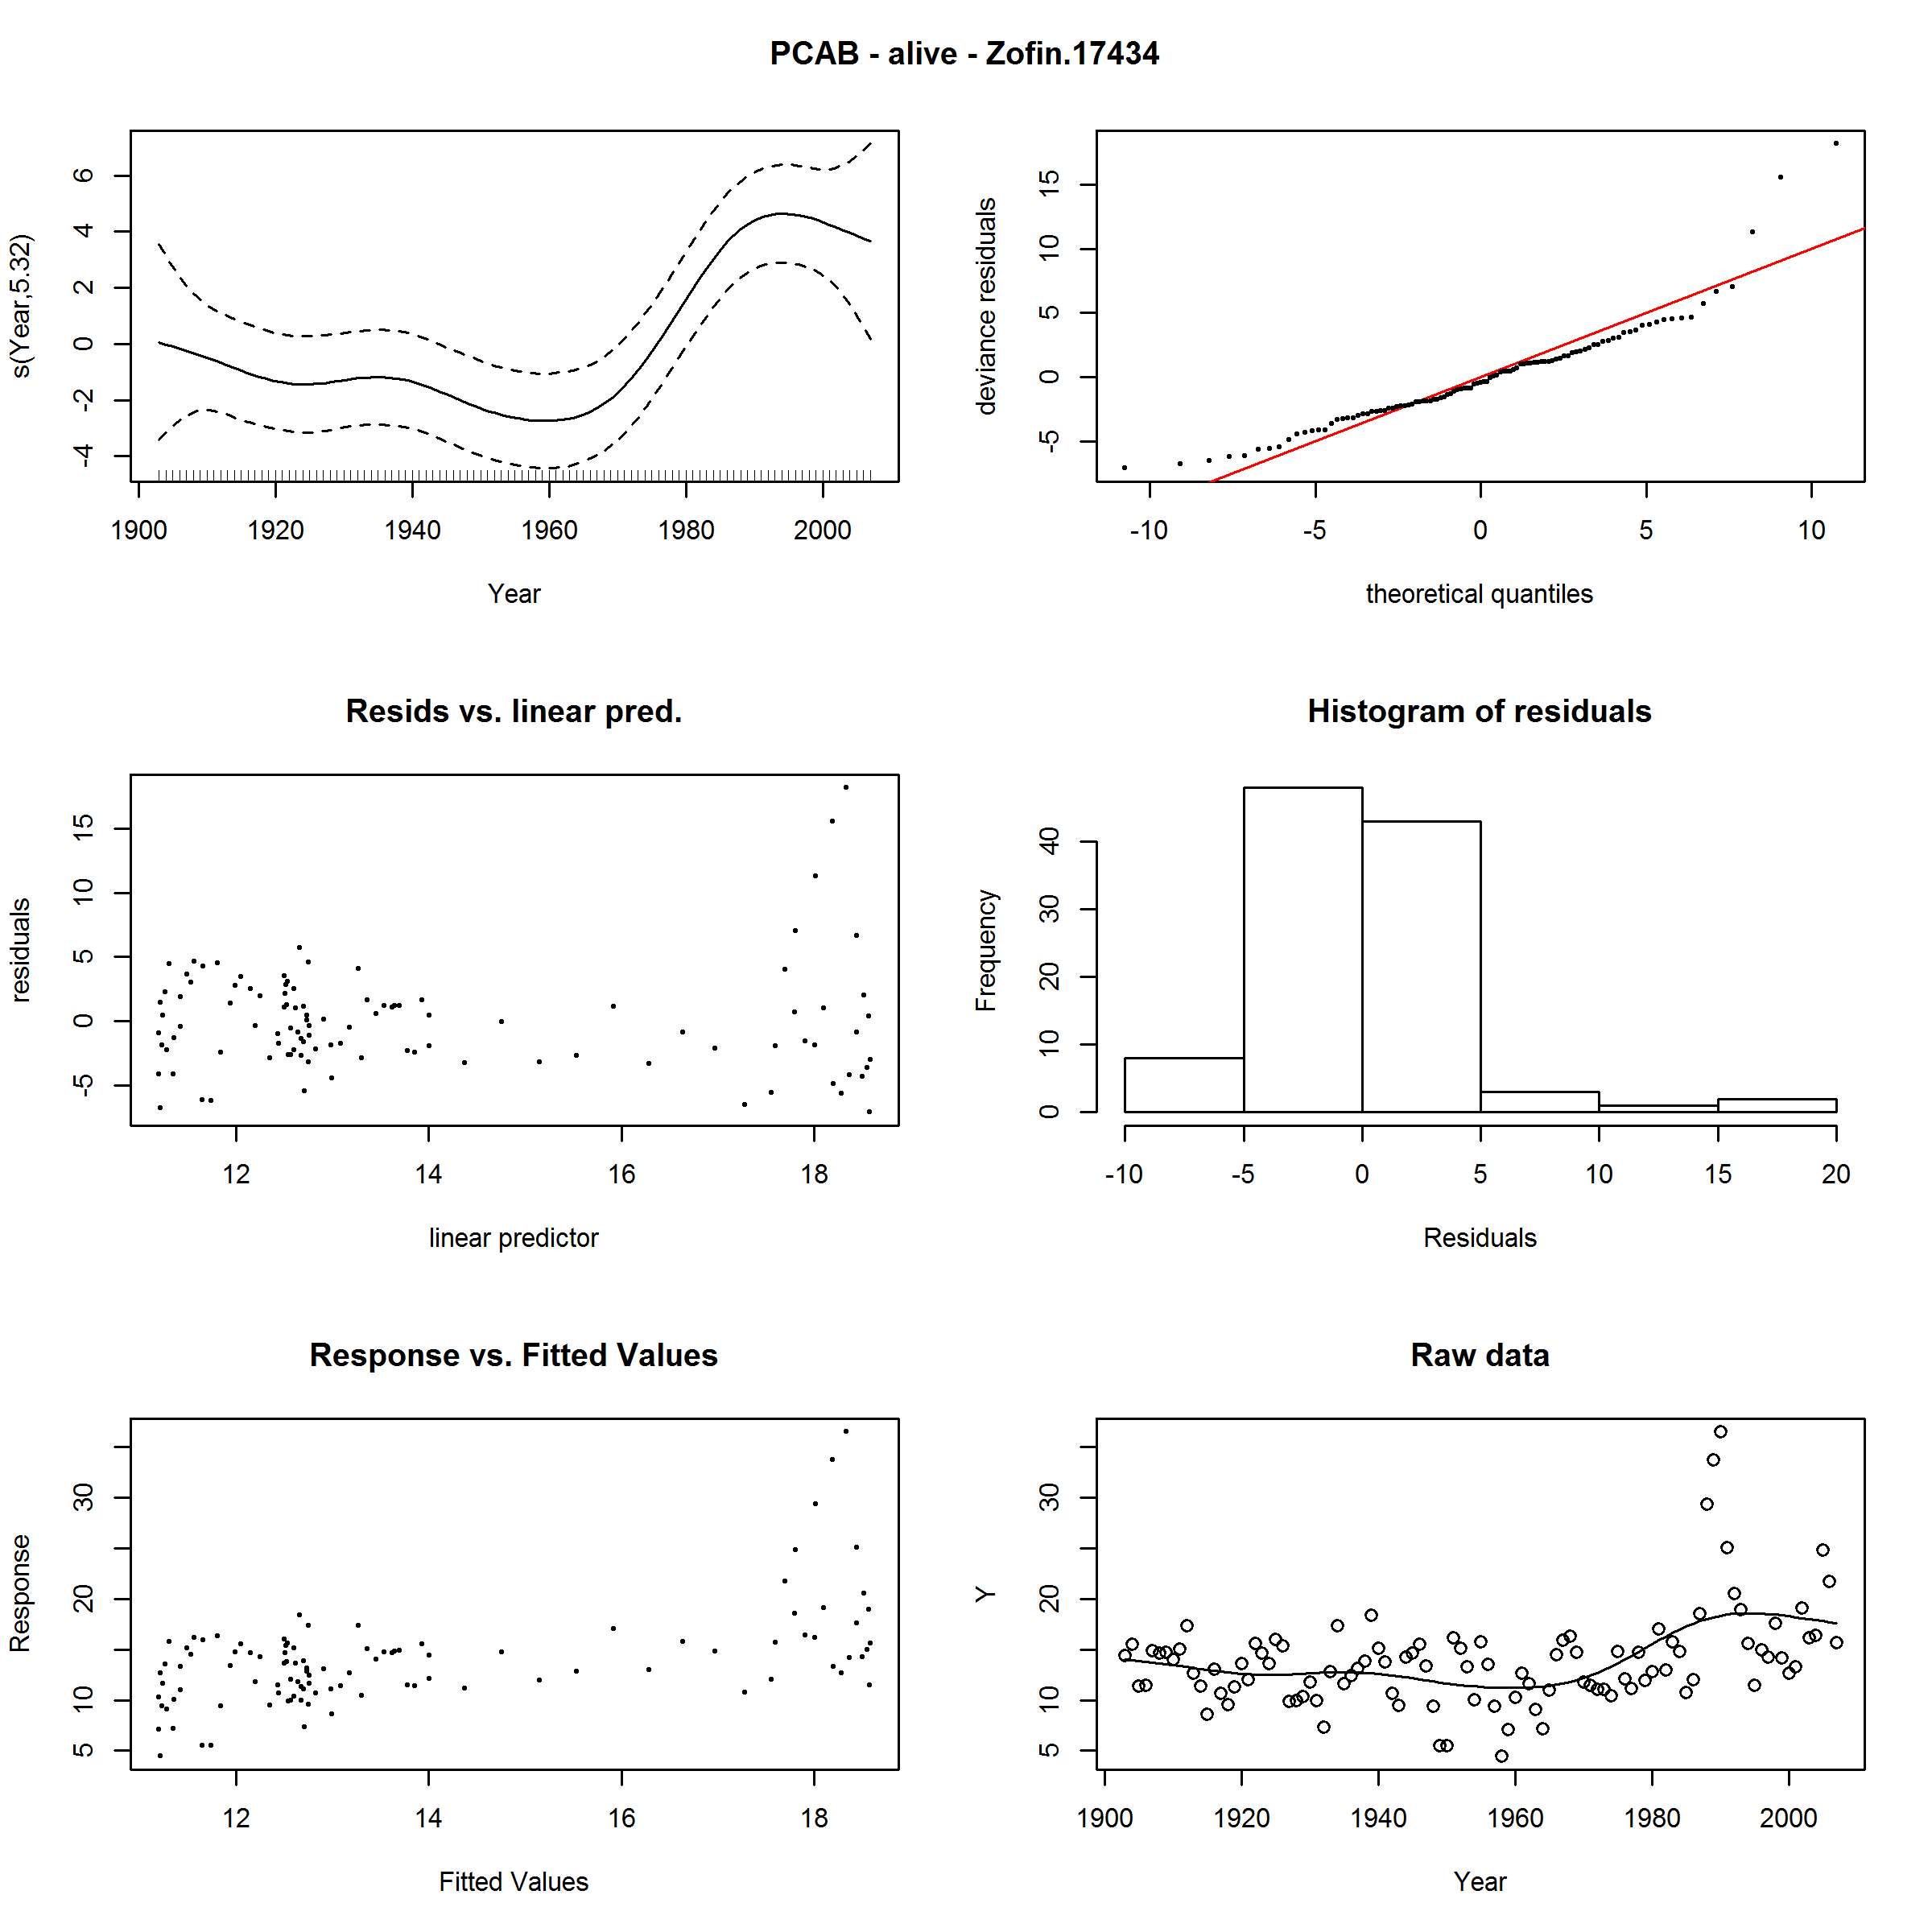 PCAB - alive - Zofin.17434
s(Year,5.32)
6
4
2
0
-2
-4
1900 1920 1940 1960 1980 2000
Year
deviance residuals
15
10
5
0
-5
-10 -5 0 5 10
theoretical quantiles
Resids vs. linear pred.
residuals
15
10
5
0
-5
12 14 16 18
linear predictor
Histogram of residuals
Frequency
40
30
20
10
0
-10 -5 0 5 10 15 20
Residuals
Response vs. Fitted Values
Response
30
20
10
5
12 14 16 18
Fitted Values
Raw data
Y
30
20
10
5
1900 1920 1940 1960 1980 2000
Year